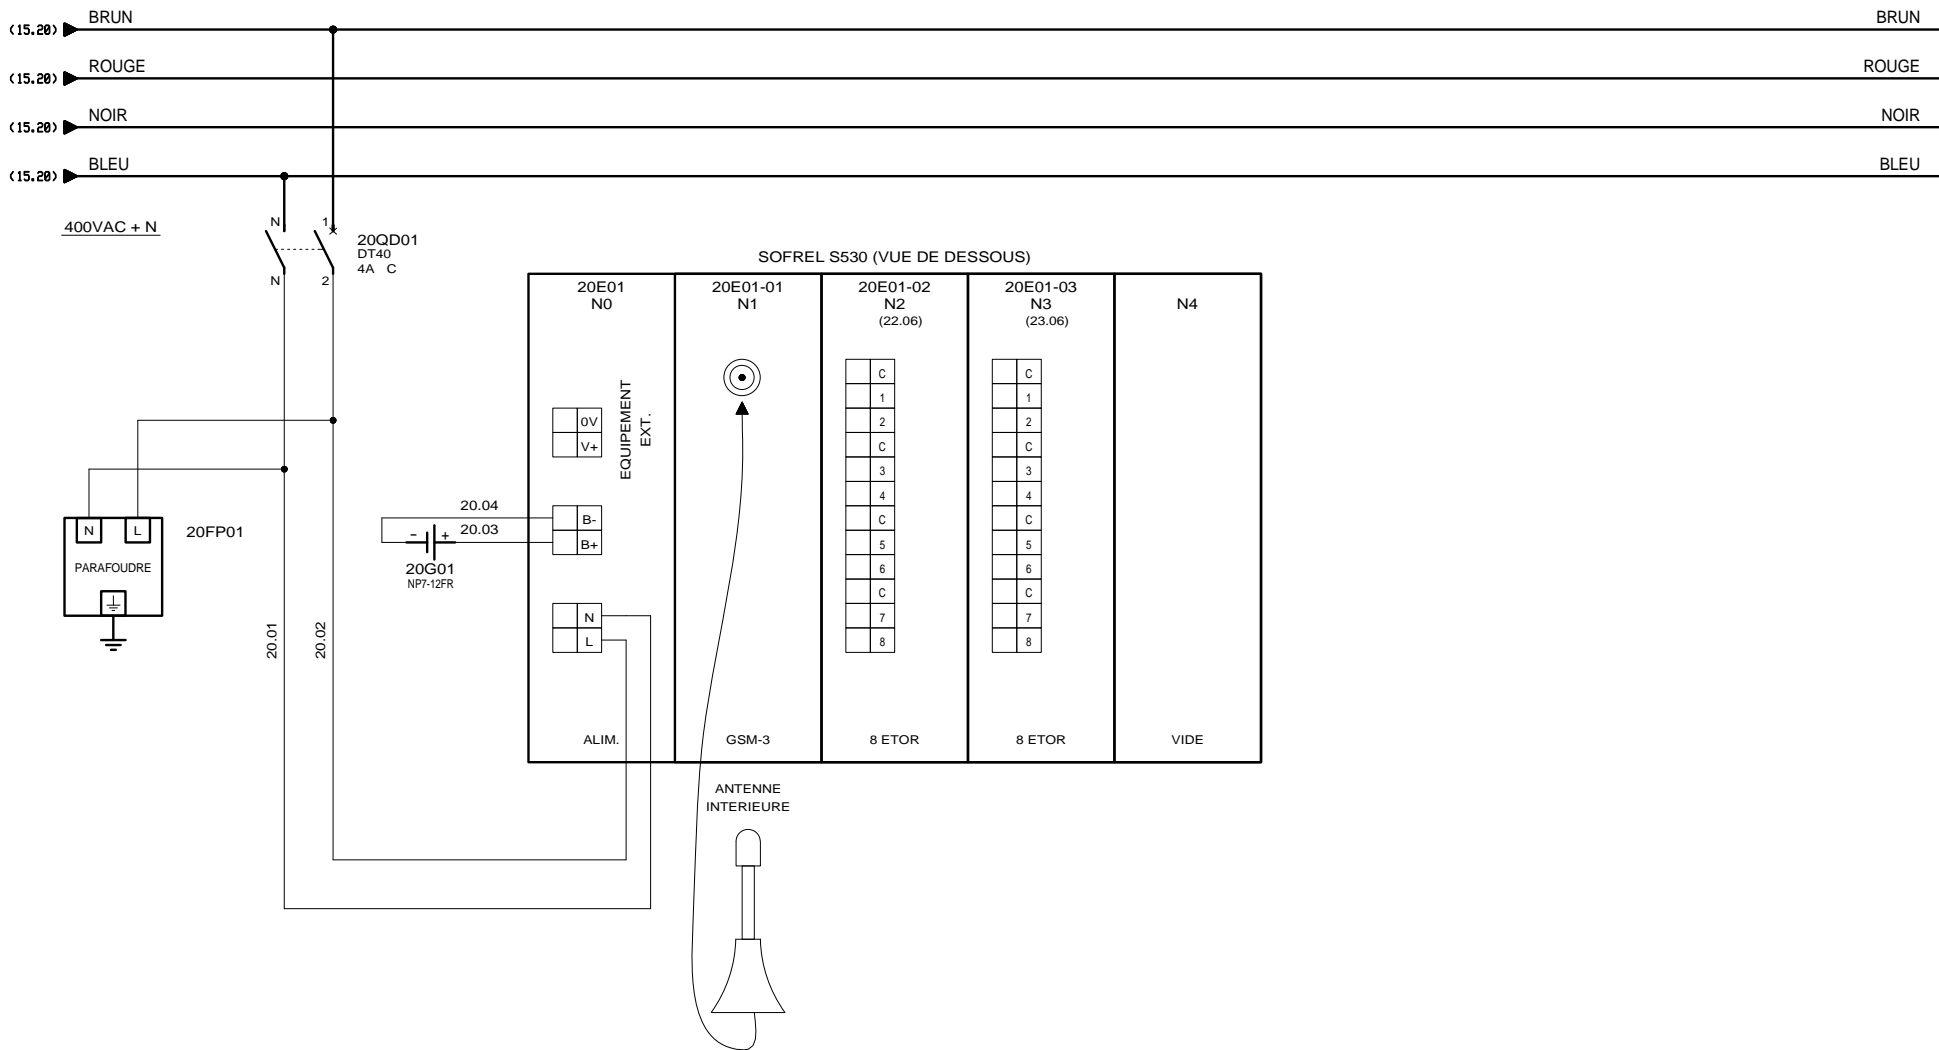 BRUN
BRUN
(15.20)
ROUGE
ROUGE
(15.20)
NOIR
NOIR
(15.20)
BLEU
BLEU
(15.20)
400VAC + N
N
1
20QD01
DT40
4A C
N
2
SOFREL S530 (VUE DE DESSOUS)
20E01
N0
20E01-01
N1
20E01-02
N2
(22.06)
20E01-03
N3
(23.06)
N4
EQUIPEMENT
EXT.
0V
V+
B-
B+
N
L
C
1
2
C
3
4
C
5
6
C
7
8
C
1
2
C
3
4
C
5
6
C
7
8
20.04
20.03
- +
20G01
NP7-12FR
N
L
20FP01
PARAFOUDRE
20.01
20.02
ALIM.
GSM-3
8 ETOR
8 ETOR
VIDE
ANTENNE
INTERIEURE